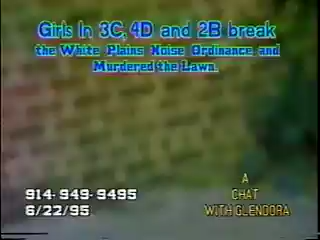 Girls In 3C, 4D and 2B break
the White Plains Noise Ordinance and
Murdered the Lawn.
914-949-9495
6/22/95
A
CHAT
WITH GLENDORA